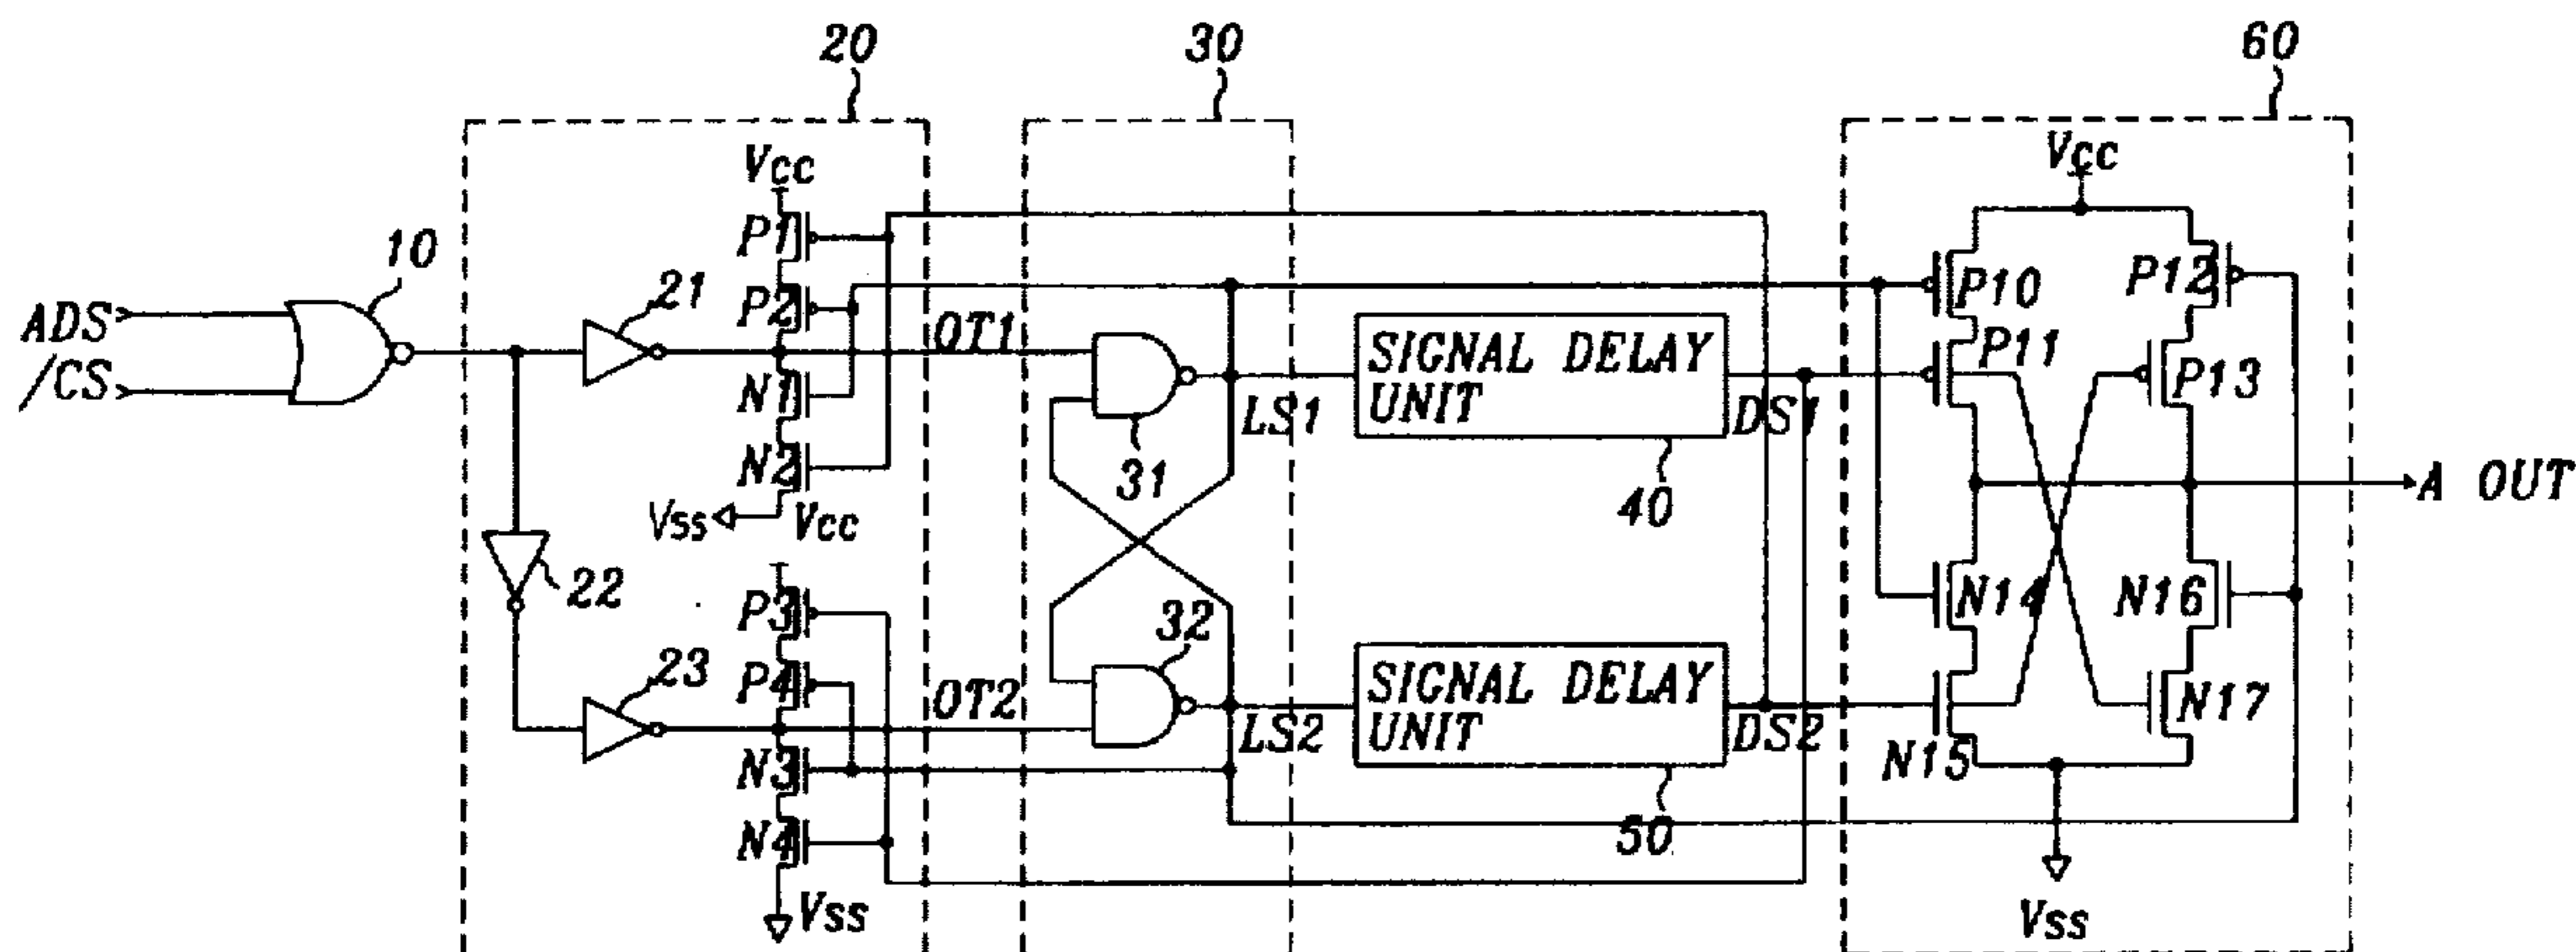 20
30
60
Vcc
Vcc
P1
10
P10
P12
ADS
/CS
21
P2
OT1
SIGNAL DELAY
UNIT
P11
P13
N1
LS1
DS1
31
N2
Vss
Vcc
40
A OUT
22
P3
N14
N16
32
23
P4
OT2
SIGNAL DELAY
UNIT
N17
LS2
DS2
N3
N15
50
N4
Vss
Vss